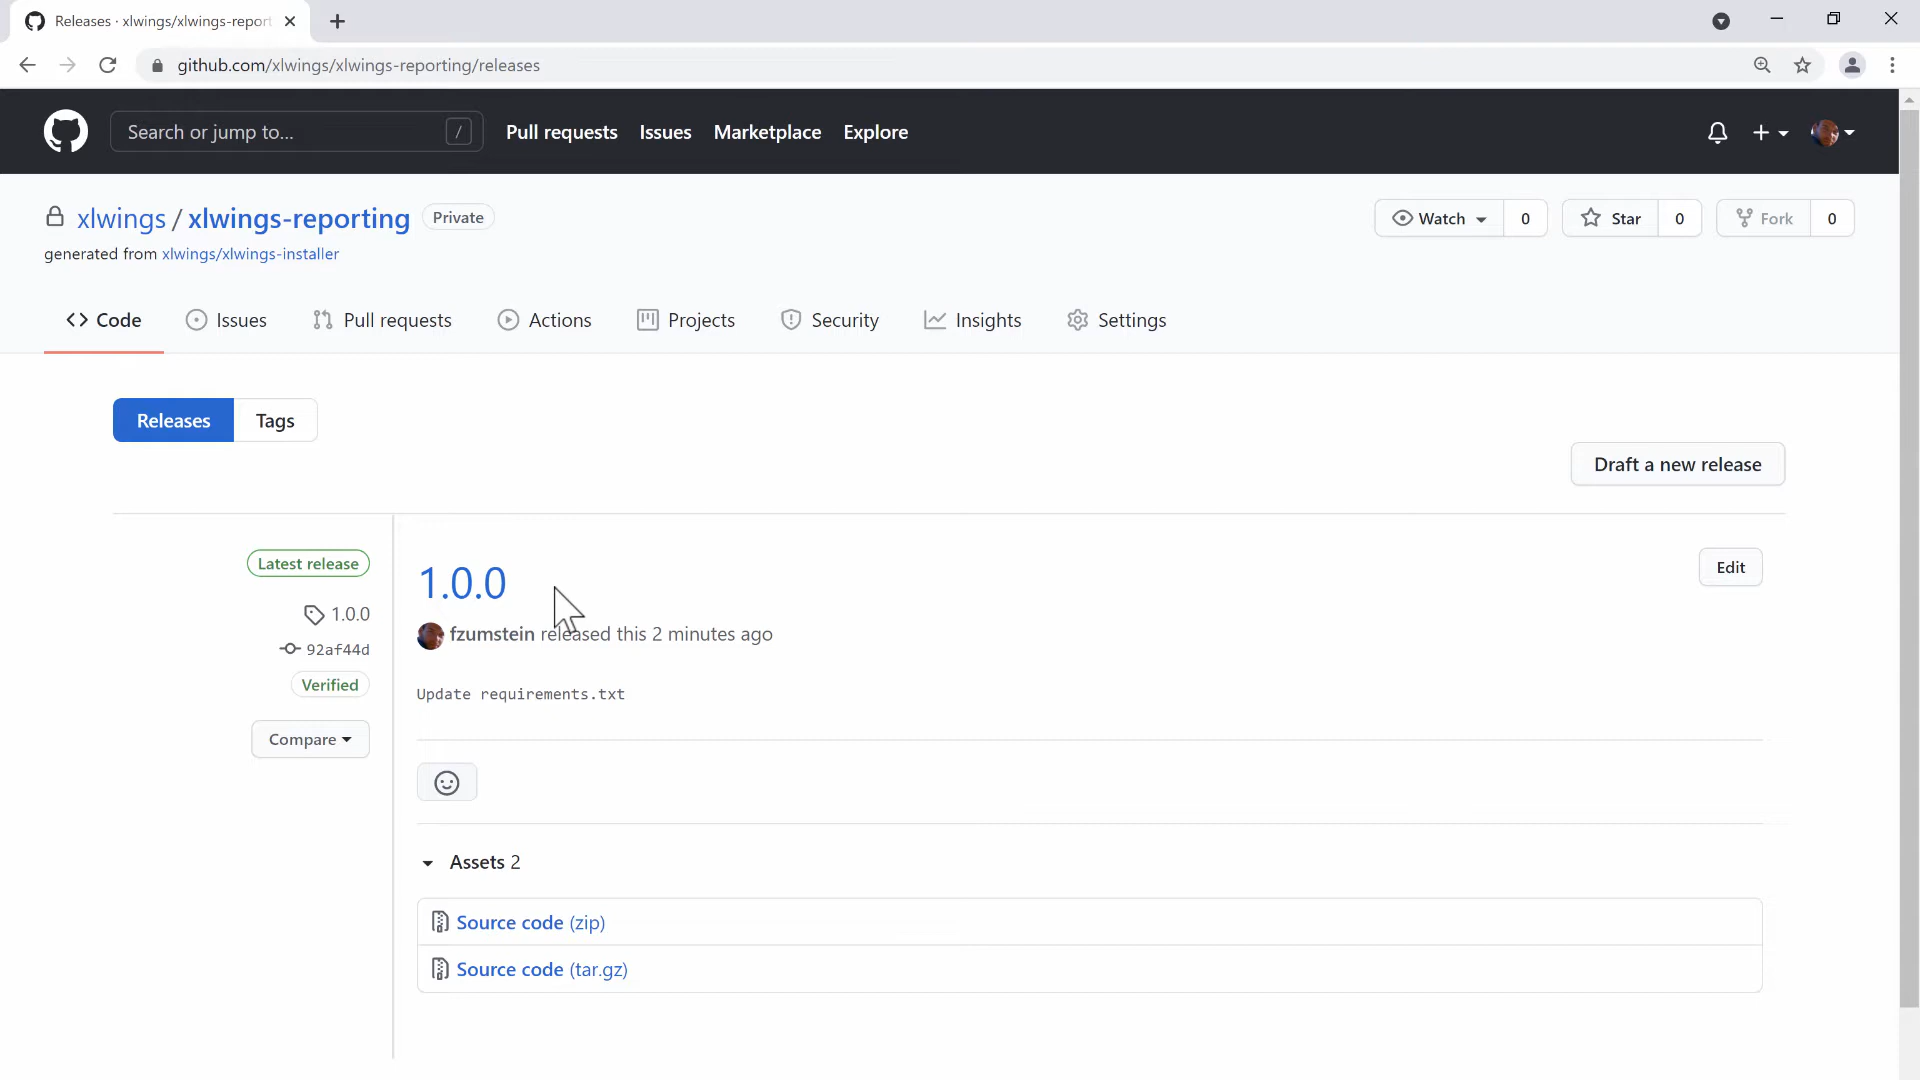 Releases · xlwings/xlwings-report
github.com/xlwings/xlwings-reporting/releases
Search or jump to... /
Pull requests Issues Marketplace Explore
xlwings / xlwings-reporting Private
Watch 0 Star 0 Fork 0
generated from xlwings/xlwings-installer
Code Issues Pull requests Actions Projects Security Insights Settings
Releases Tags
Draft a new release
Latest release
1.0.0
Edit
1.0.0
fzumstein released this 2 minutes ago
92af44d
Verified
Update requirements.txt
Compare
Assets 2
Source code (zip)
Source code (tar.gz)